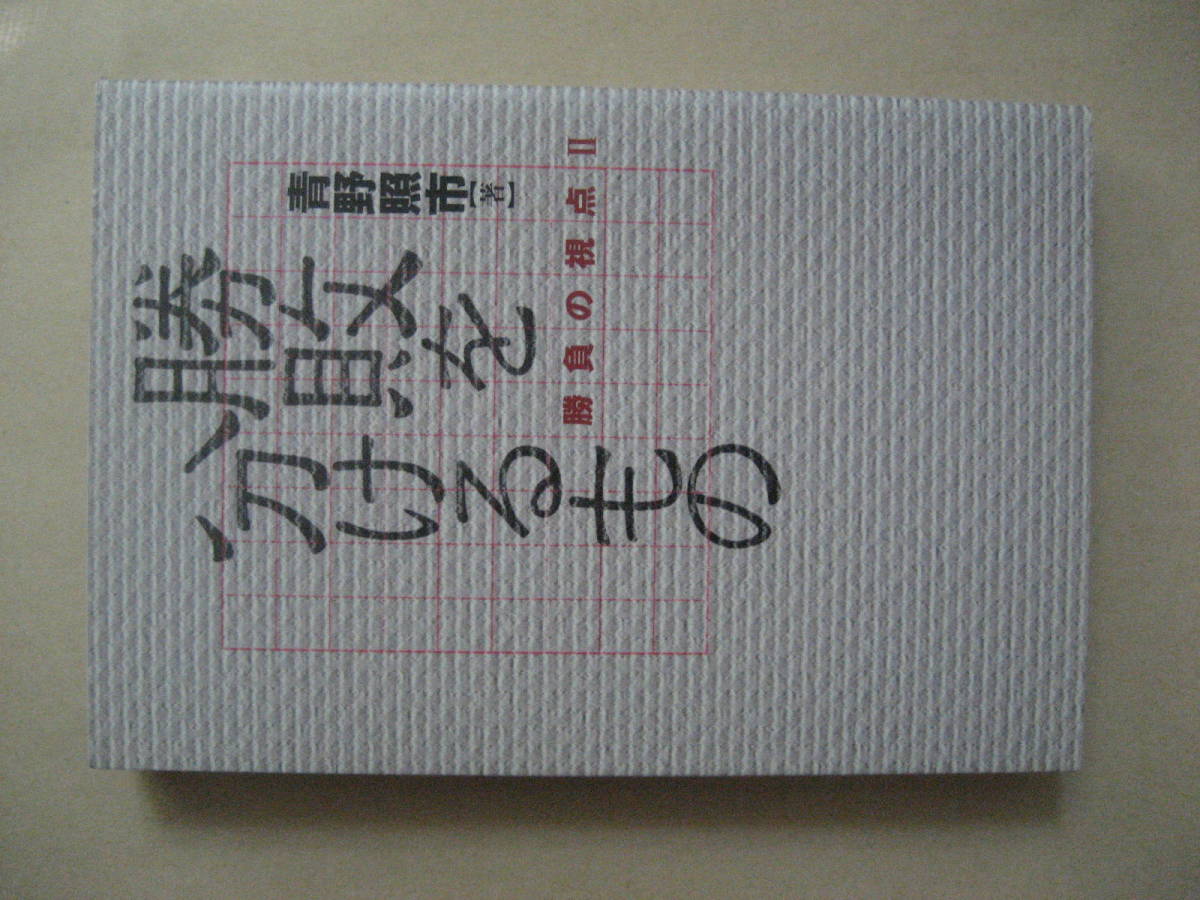 勝敗を
分けるもの
勝負の視点 II
青野照市【著】